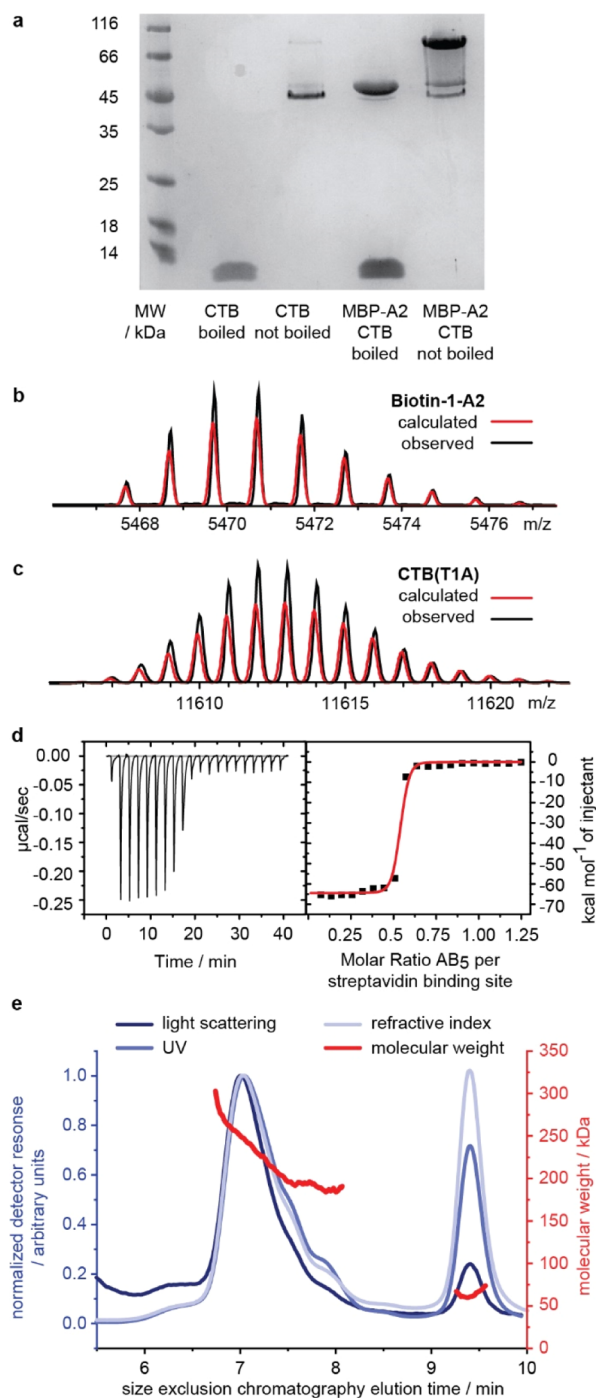 a
116
66
45
35
25
18
14
MW / kDa
CTB boiled
CTB not boiled
MBP-A2 CTB boiled
MBP-A2 CTB not boiled
b
Biotin-1-A2
calculated
observed
5468 5470 5472 5474 5476 m/z
c
CTB(T1A)
calculated
observed
11610 11615 11620 m/z
d
0.00
-0.05
-0.10
-0.15
-0.20
-0.25
µcal/sec
0 10 20 30 40
Time / min
0
-10
-20
-30
-40
-50
-60
-70
kcal mol⁻¹ of injectant
0.25 0.50 0.75 1.00 1.25
Molar Ratio AB₅ per
streptavidin binding site
e
light scattering
refractive index
UV
molecular weight
1.0
0.8
0.6
0.4
0.2
0.0
normalized detector response
/ arbitrary units
350
300
250
200
150
100
50
0
molecular weight / kDa
6 7 8 9 10
size exclusion chromatography elution time / min